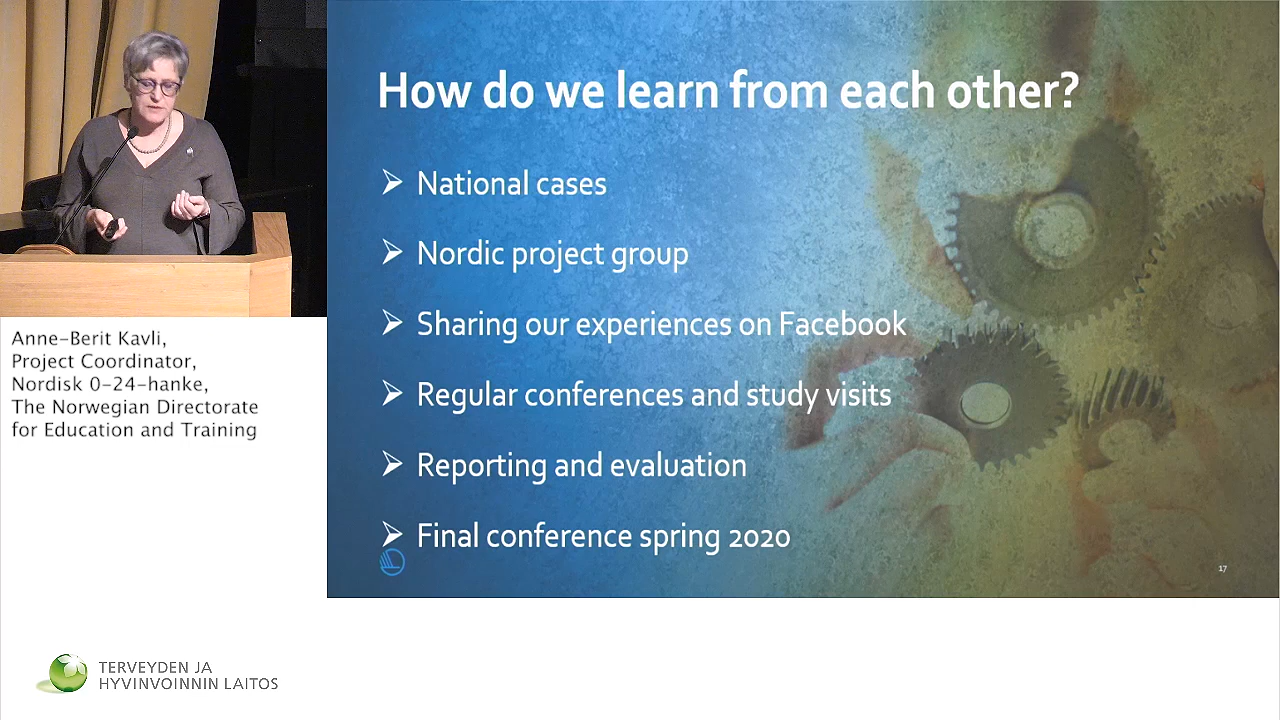 How do we learn from each other?
National cases
Nordic project group
Sharing our experiences on Facebook
Regular conferences and study visits
Reporting and evaluation
Final conference spring 2020
17
Anne-Berit Kavli,
Project Coordinator,
Nordisk 0-24-hanke,
The Norwegian Directorate
for Education and Training
TERVEYDEN JA
HYVINVOINNIN LAITOS